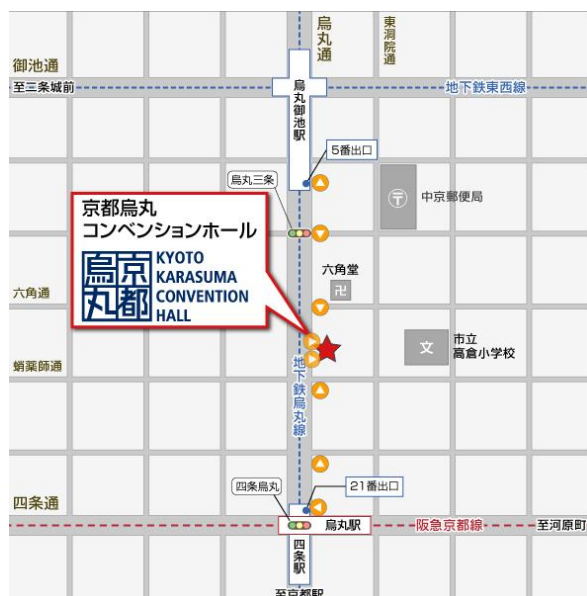 烏丸通
東洞院通
御池通
至二条城前
地下鉄東西線
烏丸御池駅
5番出口
烏丸三条
〒
中京郵便局
京都烏丸
コンベンションホール
京都
烏丸
KYOTO
KARASUMA
CONVENTION
HALL
六角堂
卍
六角通
文
市立
高倉小学校
蛸薬師通
地下鉄烏丸線
四条通
四条烏丸
21番出口
烏丸駅
阪急京都線
至河原町
四条駅
至京都駅